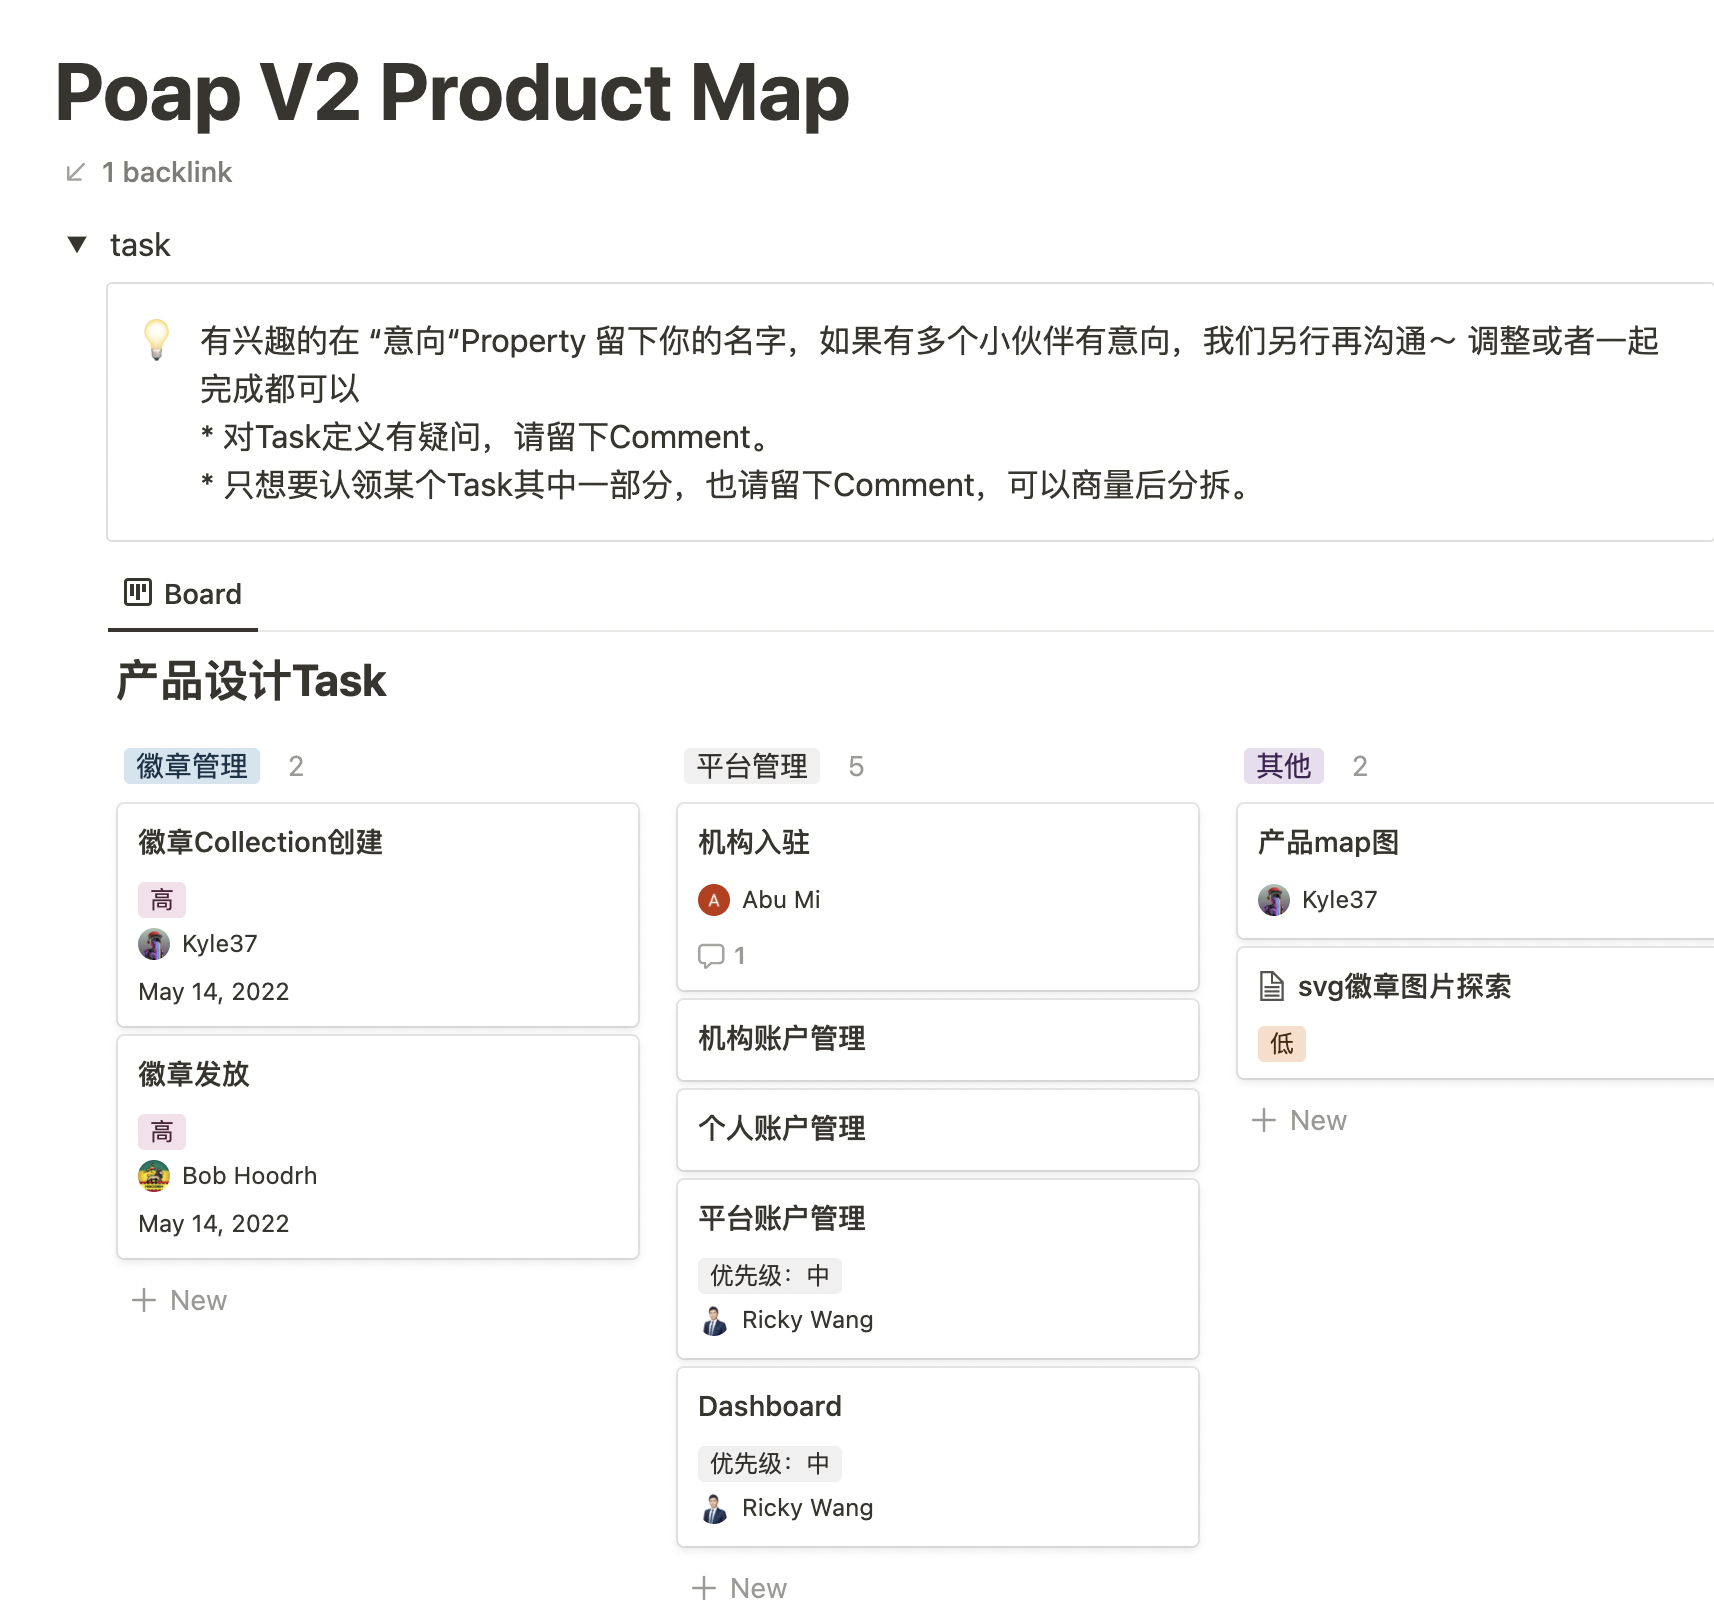 Poap V2 Product Map
1 backlink
task
有兴趣的在 “意向“Property 留下你的名字，如果有多个小伙伴有意向，我们另行再沟通～ 调整或者一起
完成都可以
* 对Task定义有疑问，请留下Comment。
* 只想要认领某个Task其中一部分，也请留下Comment，可以商量后分拆。
Board
产品设计Task
徽章管理 2
徽章Collection创建
高
Kyle37
May 14, 2022
徽章发放
高
Bob Hoodrh
May 14, 2022
New
平台管理 5
机构入驻
A Abu Mi
1
机构账户管理
个人账户管理
平台账户管理
优先级：中
Ricky Wang
Dashboard
优先级：中
Ricky Wang
New
其他 2
产品map图
Kyle37
svg徽章图片探索
低
New